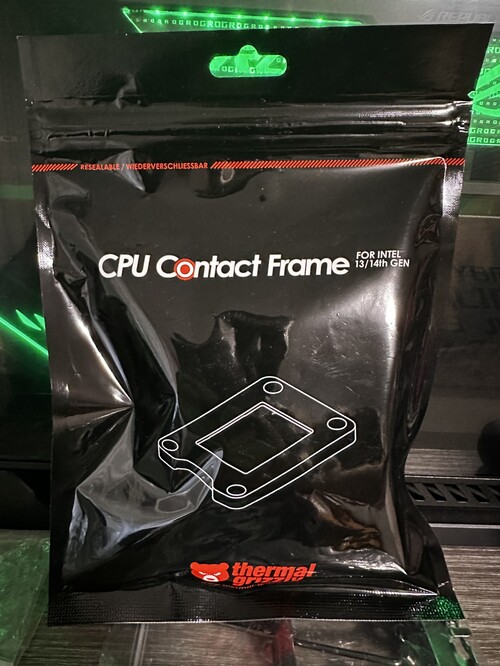 RESEALABLE / WIEDERVERSCHLIESSBAR
CPU Contact Frame
FOR INTEL
13/14th GEN
thermal
grizzly